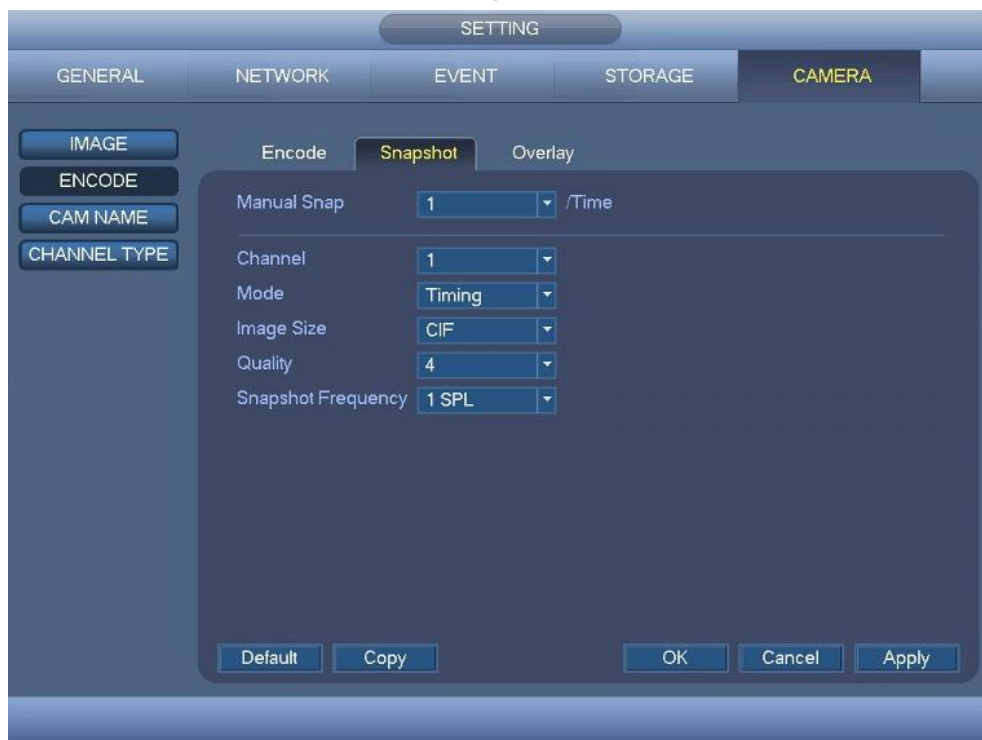 SETTING
GENERAL NETWORK EVENT STORAGE CAMERA
IMAGE
ENCODE
CAM NAME
CHANNEL TYPE
Encode Snapshot Overlay
Manual Snap 1 /Time
Channel 1
Mode Timing
Image Size CIF
Quality 4
Snapshot Frequency 1 SPL
Default Copy OK Cancel Apply